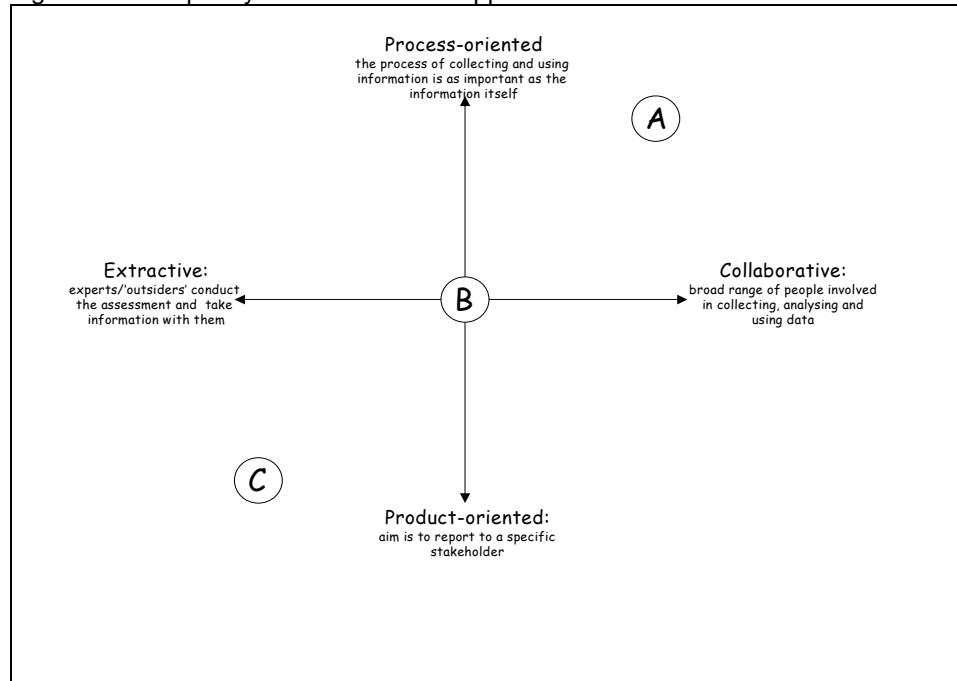 Process-oriented
the process of collecting and using
information is as important as the
information itself
A
Extractive:
experts/'outsiders' conduct
the assessment and take
information with them
B
Collaborative:
broad range of people involved
in collecting, analysing and
using data
C
Product-oriented:
aim is to report to a specific
stakeholder